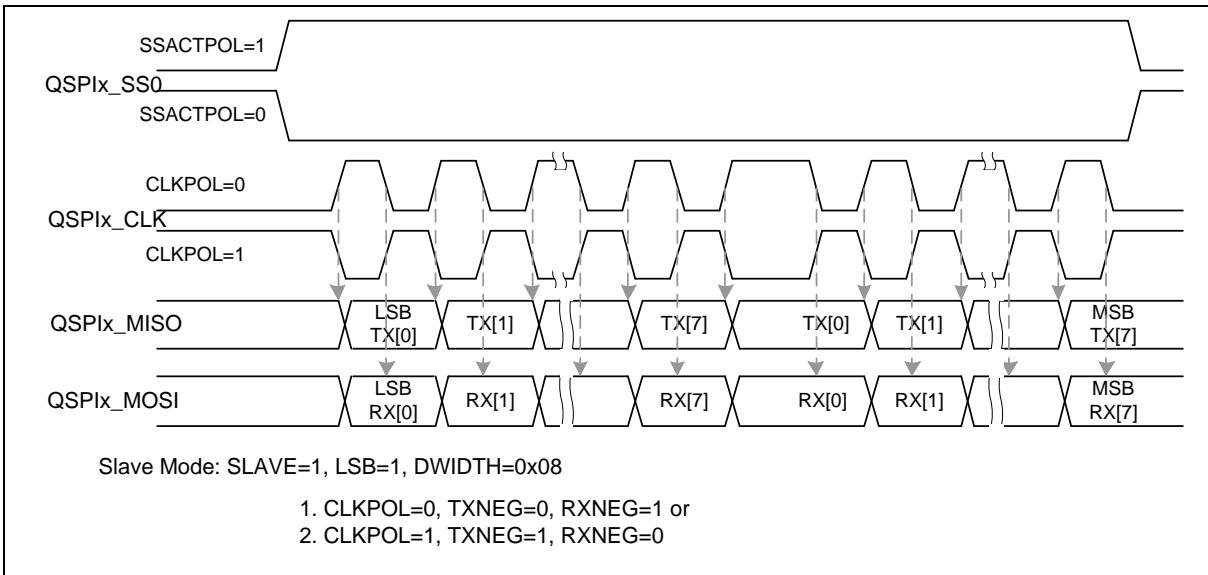 SSACTPOL=1
QSPIx_SS0
SSACTPOL=0
CLKPOL=0
QSPIx_CLK
CLKPOL=1
QSPIx_MISO
LSB
TX[0]
TX[1]
TX[7]
TX[0]
TX[1]
MSB
TX[7]
QSPIx_MOSI
LSB
RX[0]
RX[1]
RX[7]
RX[0]
RX[1]
MSB
RX[7]
Slave Mode: SLAVE=1, LSB=1, DWIDTH=0x08
1. CLKPOL=0, TXNEG=0, RXNEG=1 or
2. CLKPOL=1, TXNEG=1, RXNEG=0